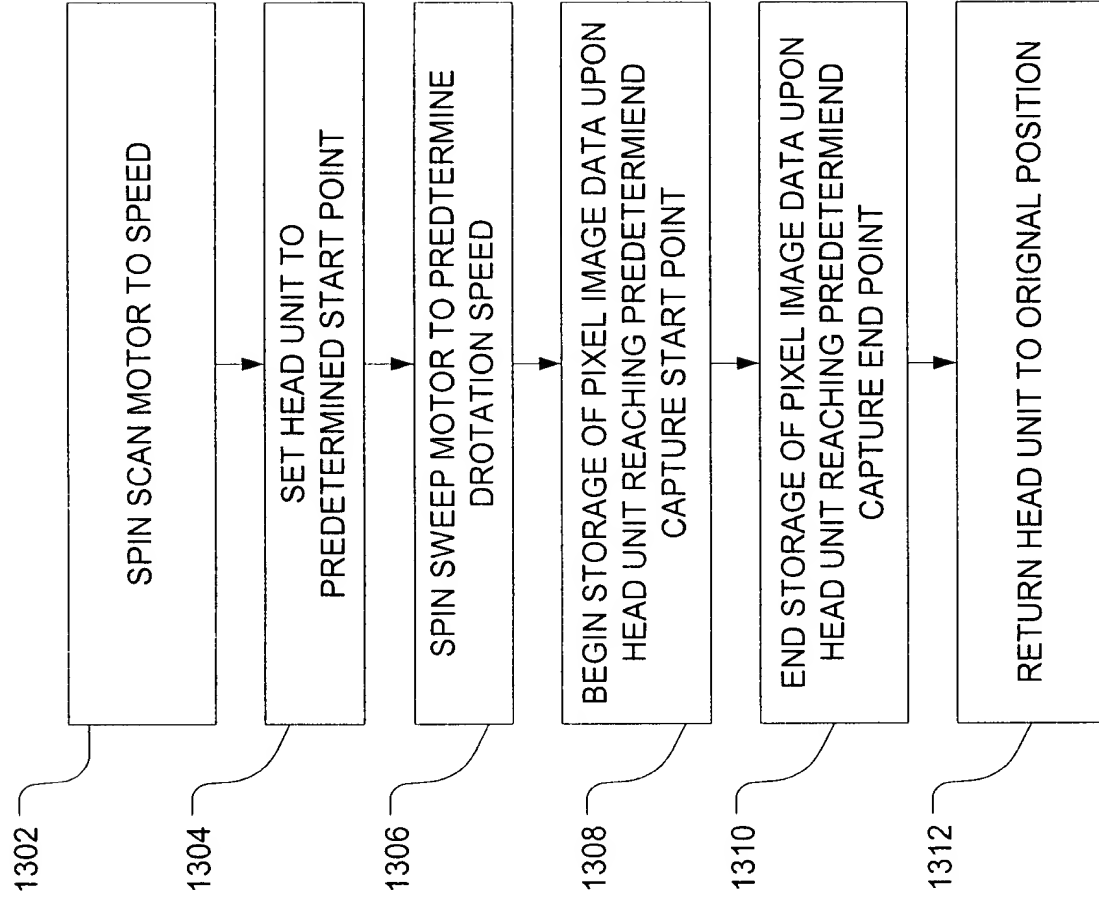 1302
SPIN SCAN MOTOR TO SPEED
1304
SET HEAD UNIT TO
PREDETERMINED START POINT
1306
SPIN SWEEP MOTOR TO PREDTERMINE
DROTATION SPEED
1308
BEGIN STORAGE OF PIXEL IMAGE DATA UPON
HEAD UNIT REACHING PREDETERMIEND
CAPTURE START POINT
1310
END STORAGE OF PIXEL IMAGE DATA UPON
HEAD UNIT REACHING PREDETERMIEND
CAPTURE END POINT
1312
RETURN HEAD UNIT TO ORIGNAL POSITION